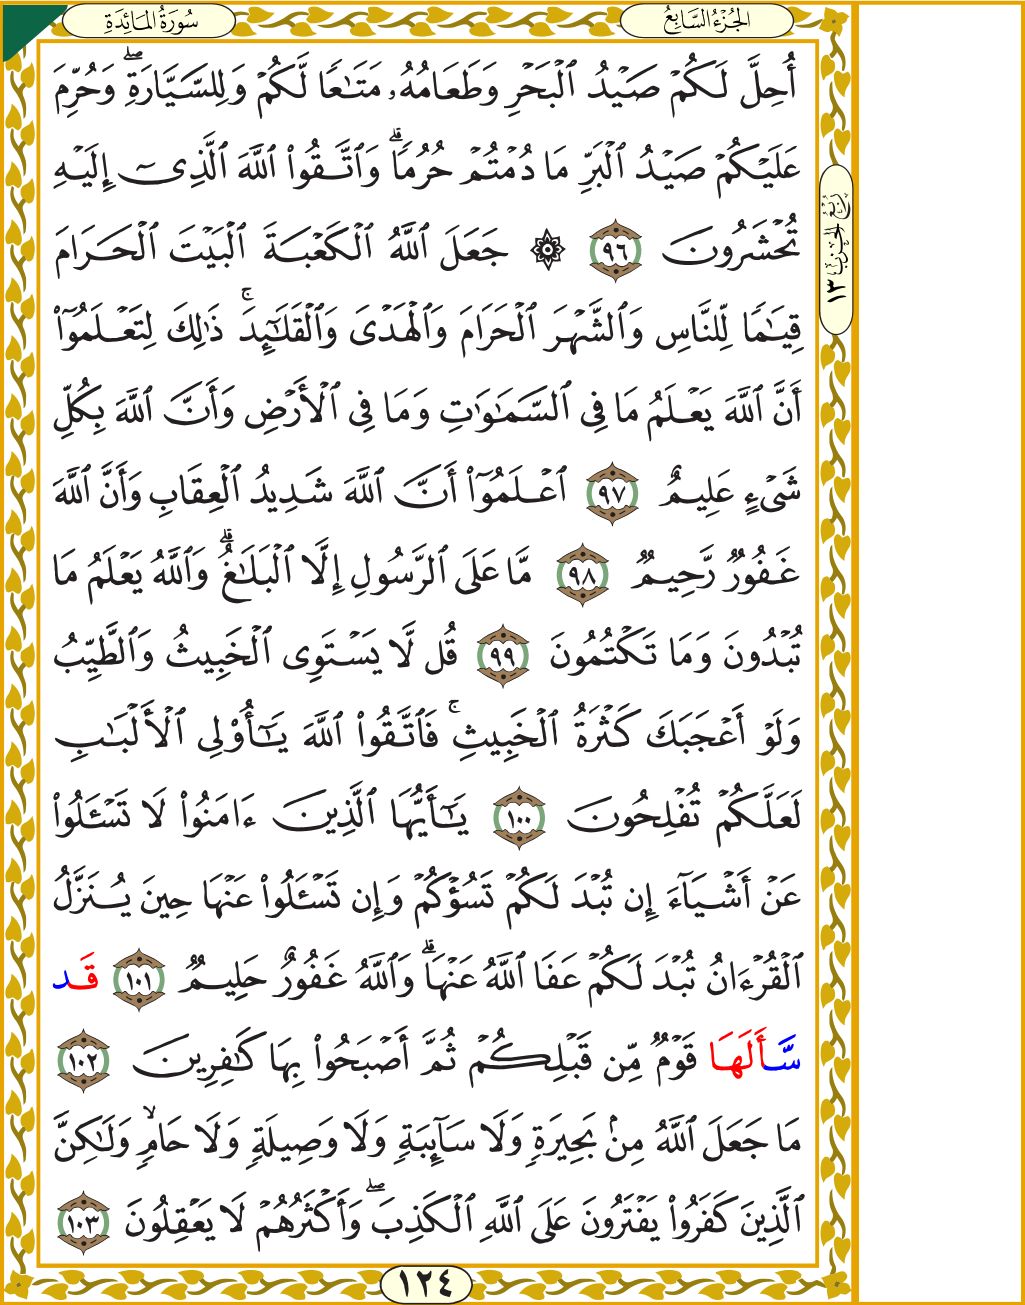 الجُزْءُ السَّابِعُ
سُورَةُ المَائِدَةِ
أُحِلَّ لَكُمۡ صَيۡدُ ٱلۡبَحۡرِ وَطَعَامُهُۥ مَتَٰعٗا لَّكُمۡ وَلِلسَّيَّارَةِۖ وَحُرِّمَ
عَلَيۡكُمۡ صَيۡدُ ٱلۡبَرِّ مَا دُمۡتُمۡ حُرُمٗاۗ وَٱتَّقُواْ ٱللَّهَ ٱلَّذِيٓ إِلَيۡهِ
تُحۡشَرُونَ ٩٦ ۞ جَعَلَ ٱللَّهُ ٱلۡكَعۡبَةَ ٱلۡبَيۡتَ ٱلۡحَرَامَ
قِيَٰمٗا لِّلنَّاسِ وَٱلشَّهۡرَ ٱلۡحَرَامَ وَٱلۡهَدۡيَ وَٱلۡقَلَٰٓئِدَۚ ذَٰلِكَ لِتَعۡلَمُوٓاْ
أَنَّ ٱللَّهَ يَعۡلَمُ مَا فِي ٱلسَّمَٰوَٰتِ وَمَا فِي ٱلۡأَرۡضِ وَأَنَّ ٱللَّهَ بِكُلِّ
شَيۡءٍ عَلِيمٌ ٩٧ ٱعۡلَمُوٓاْ أَنَّ ٱللَّهَ شَدِيدُ ٱلۡعِقَابِ وَأَنَّ ٱللَّهَ
غَفُورٞ رَّحِيمٞ ٩٨ مَّا عَلَى ٱلرَّسُولِ إِلَّا ٱلۡبَلَٰغُۗ وَٱللَّهُ يَعۡلَمُ مَا
تُبۡدُونَ وَمَا تَكۡتُمُونَ ٩٩ قُل لَّا يَسۡتَوِي ٱلۡخَبِيثُ وَٱلطَّيِّبُ
وَلَوۡ أَعۡجَبَكَ كَثۡرَةُ ٱلۡخَبِيثِۚ فَٱتَّقُواْ ٱللَّهَ يَٰٓأُوْلِي ٱلۡأَلۡبَٰبِ
لَعَلَّكُمۡ تُفۡلِحُونَ ١٠٠ يَٰٓأَيُّهَا ٱلَّذِينَ ءَامَنُواْ لَا تَسۡـَٔلُواْ
عَنۡ أَشۡيَآءَ إِن تُبۡدَ لَكُمۡ تَسُؤۡكُمۡ وَإِن تَسۡـَٔلُواْ عَنۡهَا حِينَ يُنَزَّلُ
ٱلۡقُرۡءَانُ تُبۡدَ لَكُمۡ عَفَا ٱللَّهُ عَنۡهَاۗ وَٱللَّهُ غَفُورٌ حَلِيمٞ ١٠١ قَد
سَّأَلَهَا قَوۡمٞ مِّن قَبۡلِكُمۡ ثُمَّ أَصۡبَحُواْ بِهَا كَٰفِرِينَ ١٠٢
مَا جَعَلَ ٱللَّهُ مِنۢ بَحِيرَةٖ وَلَا سَآئِبَةٖ وَلَا وَصِيلَةٖ وَلَا حَامٖ وَلَٰكِنَّ
ٱلَّذِينَ كَفَرُواْ يَفۡتَرُونَ عَلَى ٱللَّهِ ٱلۡكَذِبَۖ وَأَكۡثَرُهُمۡ لَا يَعۡقِلُونَ ١٠٣
رُبْعُ الحِزْب ١٣
١٢٤